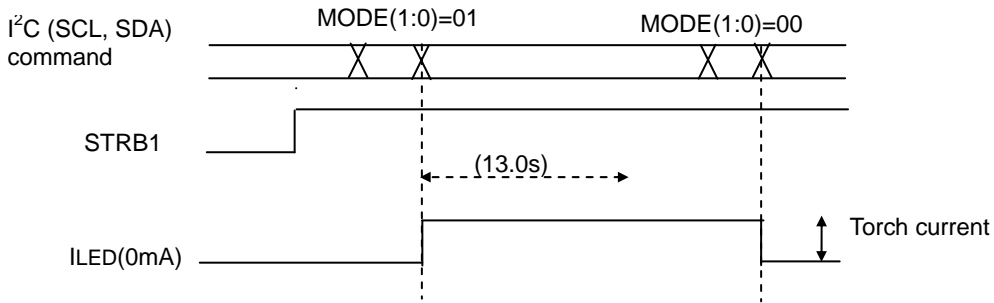 I²C (SCL, SDA)
command
MODE(1:0)=01
MODE(1:0)=00
STRB1
(13.0s)
ILED(0mA)
Torch current